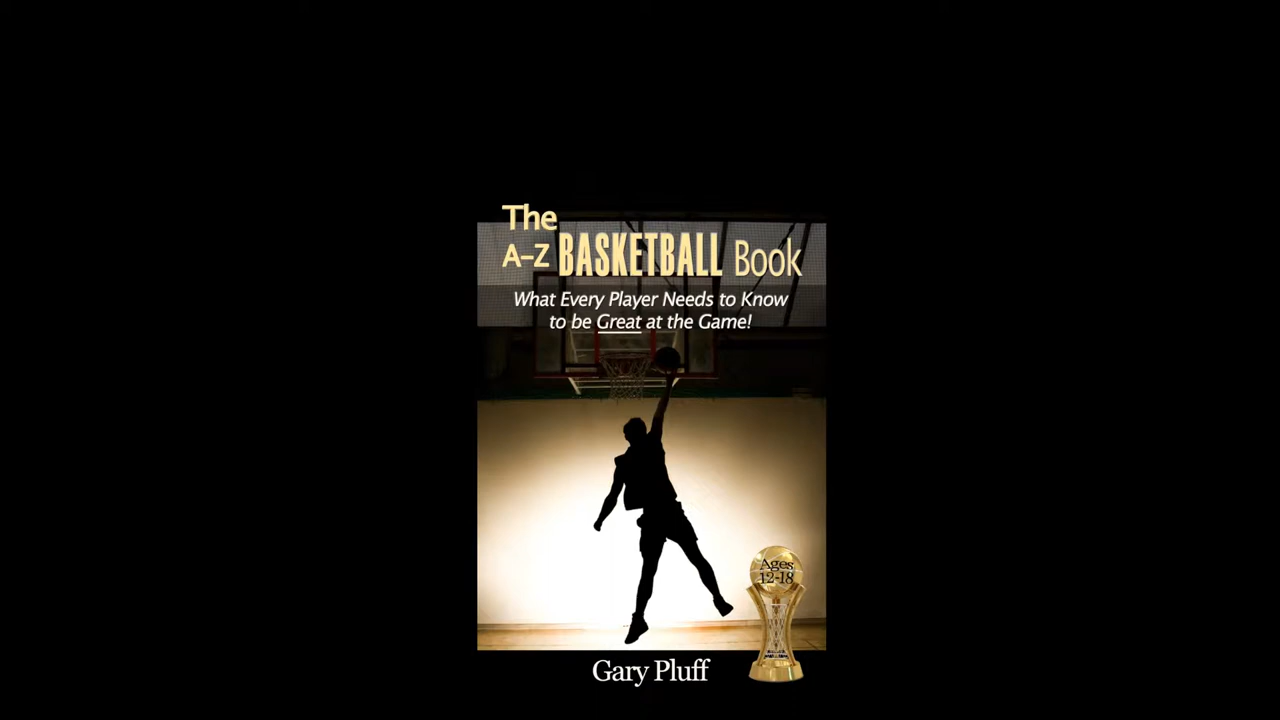 The
A–Z BASKETBALL Book
What Every Player Needs to Know
to be Great at the Game!
Ages
12-18
Gary Pluff